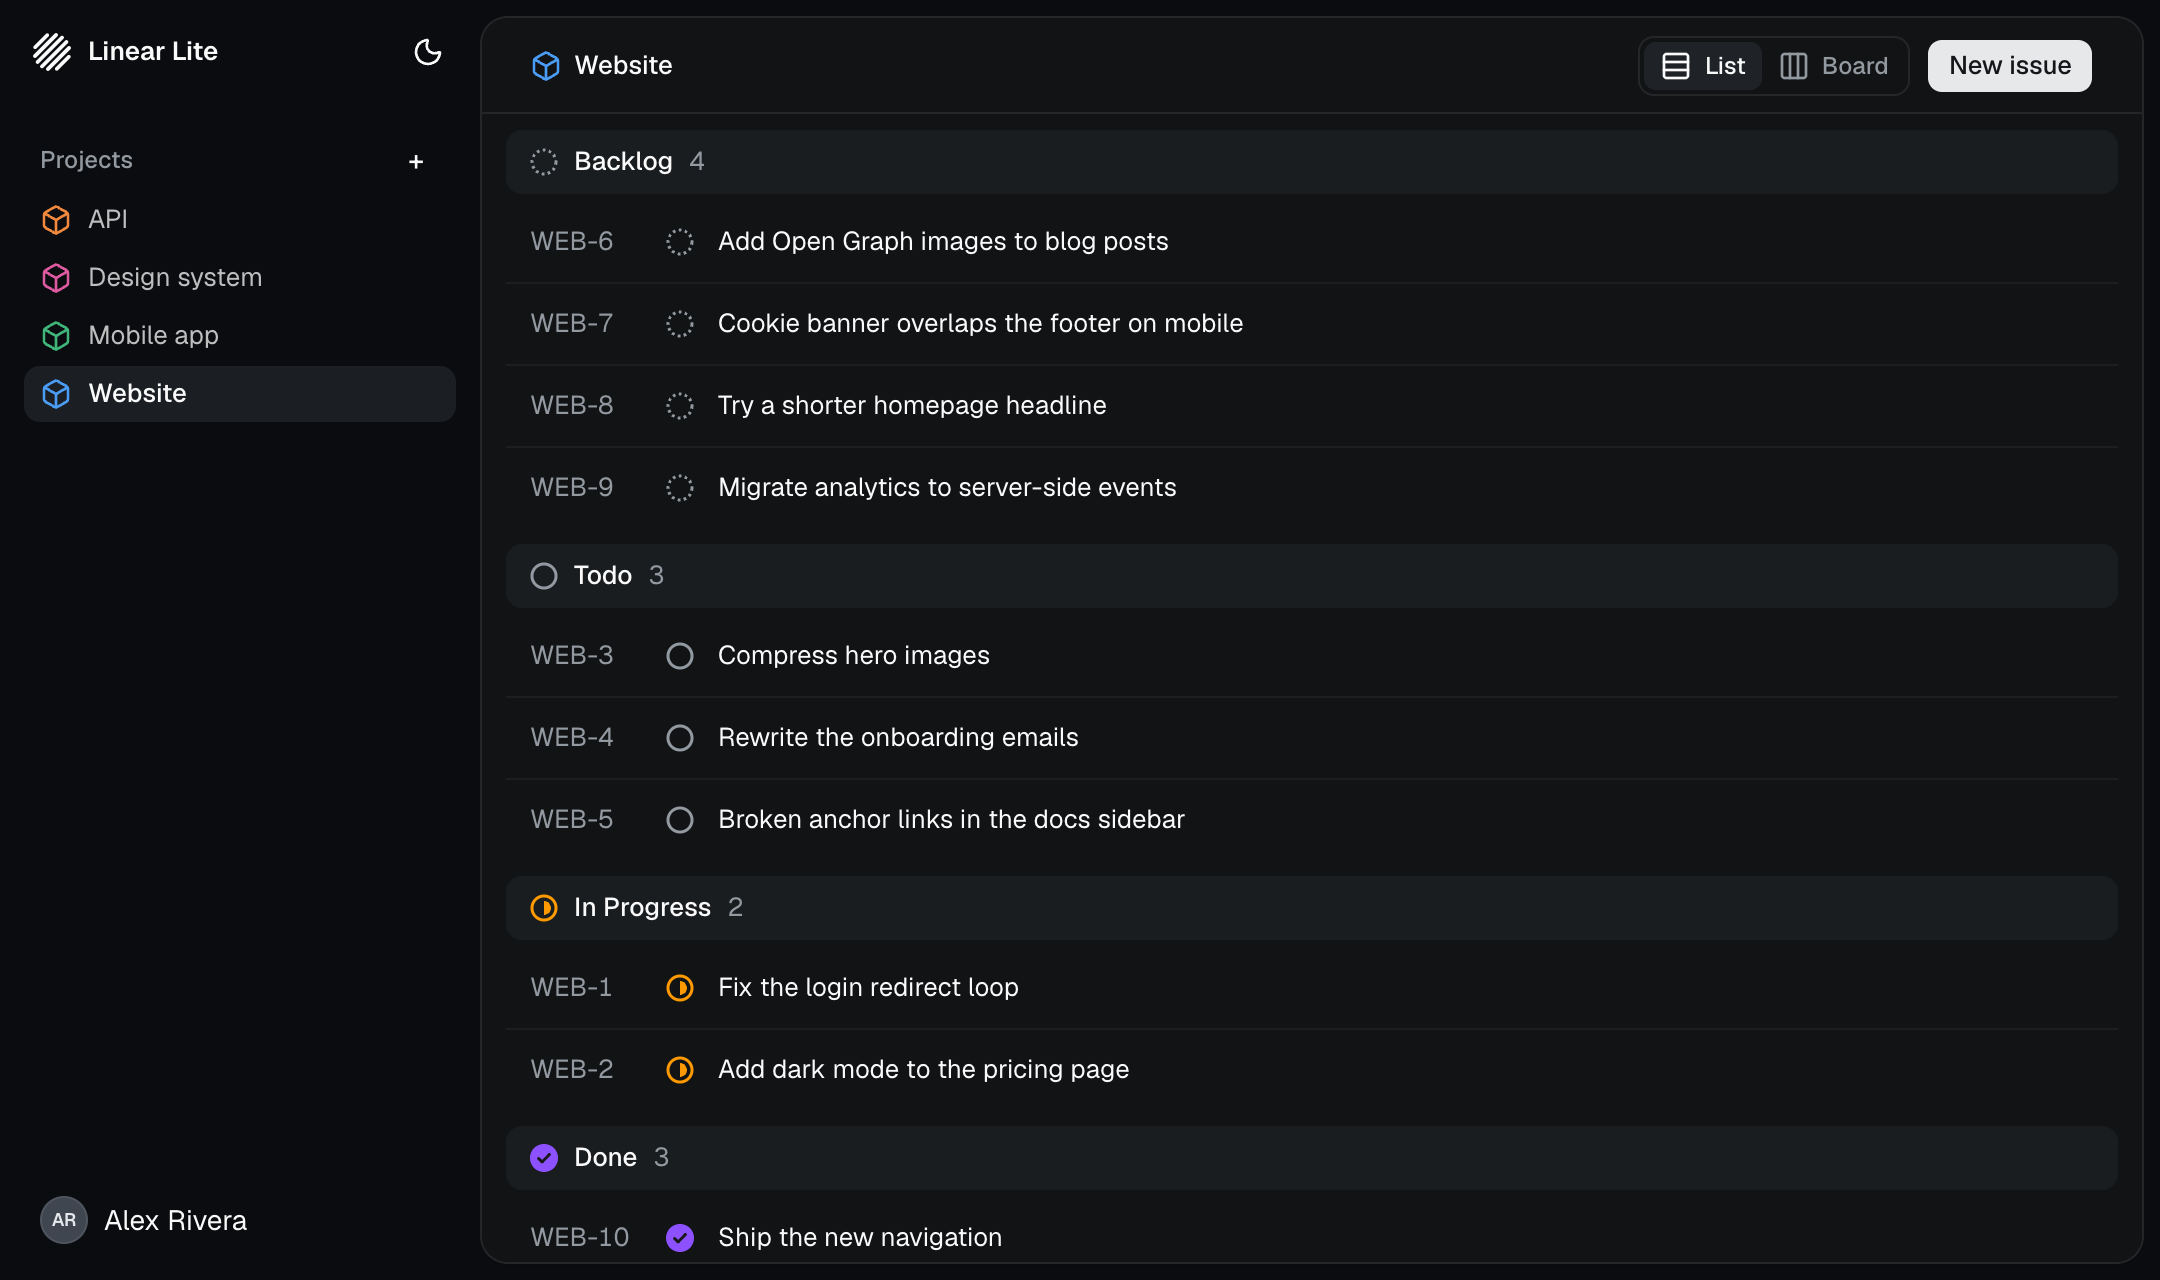 Linear Lite
Projects
API
Design system
Mobile app
Website
AR Alex Rivera
Website
List Board New issue
Backlog 4
WEB-6 Add Open Graph images to blog posts
WEB-7 Cookie banner overlaps the footer on mobile
WEB-8 Try a shorter homepage headline
WEB-9 Migrate analytics to server-side events
Todo 3
WEB-3 Compress hero images
WEB-4 Rewrite the onboarding emails
WEB-5 Broken anchor links in the docs sidebar
In Progress 2
WEB-1 Fix the login redirect loop
WEB-2 Add dark mode to the pricing page
Done 3
WEB-10 Ship the new navigation